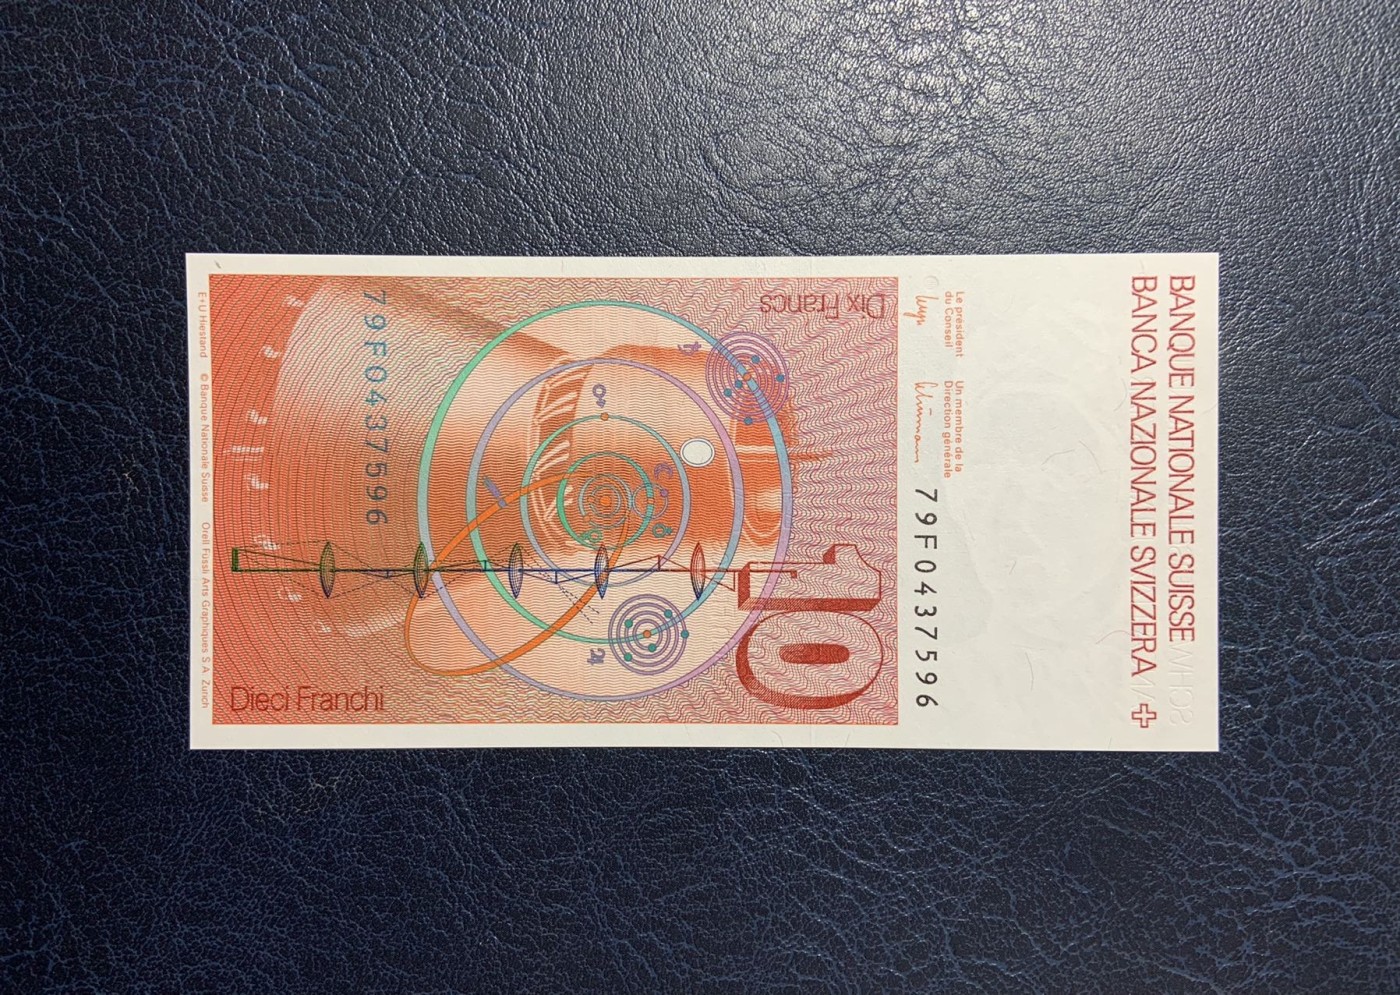 BANQUE NATIONALE SUISSE
BANCA NAZIONALE SVIZZERA
Le président
du Conseil
Un membre de la
Direction générale
79F0437596
Dix Francs
10
79F0437596
Dieci Franchi
E+U Hiestand © Banque Nationale Suisse Orell Füssli Arts Graphiques S A Zurich